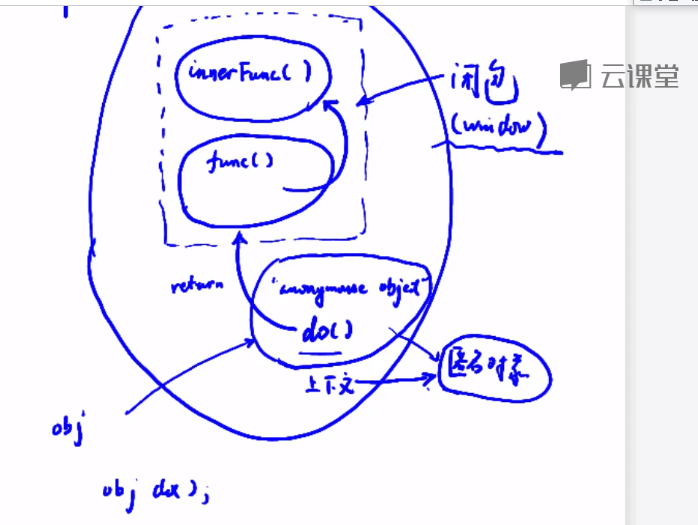 innerFunc()
云课堂
闭包
(window)
func()
return
"anonymouse object"
do()
匿名对象
上下文
obj
obj do();